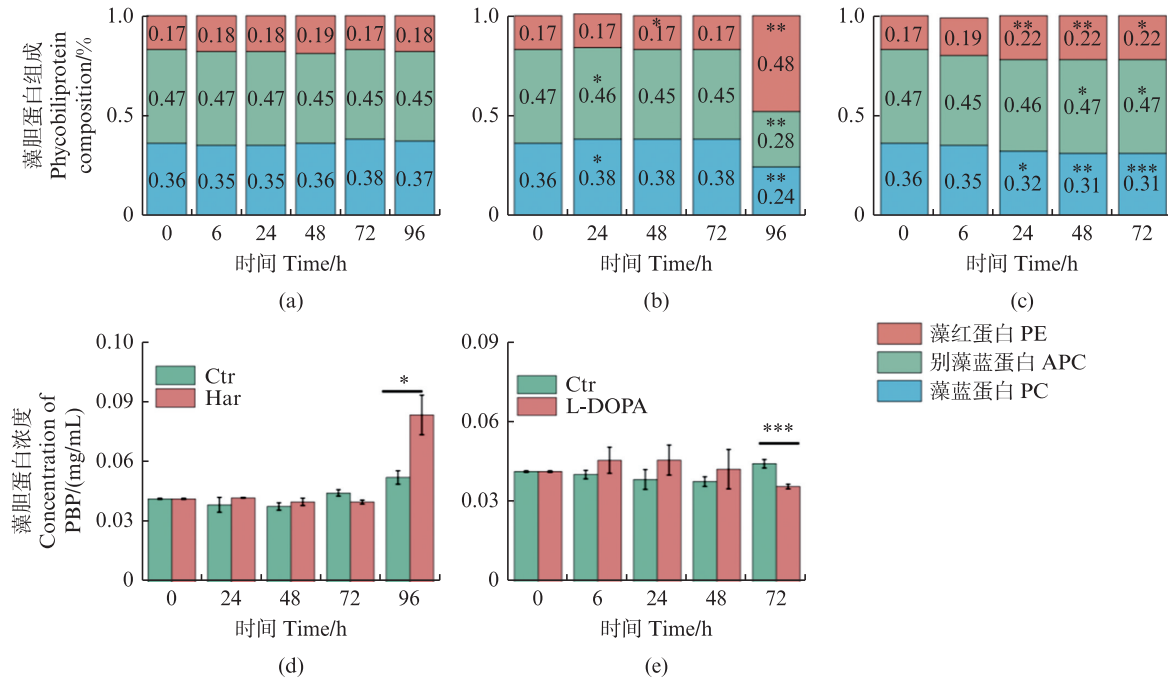 藻胆蛋白组成
Phycobiliprotein
composition/%
1.0
0.5
0
0.17 0.18 0.18 0.19 0.17 0.18
0.47 0.47 0.47 0.45 0.45 0.45
0.36 0.35 0.35 0.36 0.38 0.37
0 6 24 48 72 96
时间 Time/h
(a)
1.0
0.5
0
* **
0.17 0.17 0.17 0.17 0.48
* **
0.47 0.46 0.45 0.45 0.28
* **
0.36 0.38 0.38 0.38 0.24
0 24 48 72 96
时间 Time/h
(b)
1.0
0.5
0
** ** *
0.17 0.19 0.22 0.22 0.22
* *
0.47 0.45 0.46 0.47 0.47
* ** ***
0.36 0.35 0.32 0.31 0.31
0 6 24 48 72
时间 Time/h
(c)
藻红蛋白 PE
别藻蓝蛋白 APC
藻蓝蛋白 PC
藻胆蛋白浓度
Concentration of
PBP/(mg/mL)
0.10
0.09
0.06
0.03
0
Ctr
Har
*
0 24 48 72 96
时间 Time/h
(d)
0.09
0.06
0.03
0
Ctr
L-DOPA
***
0 6 24 48 72
时间 Time/h
(e)